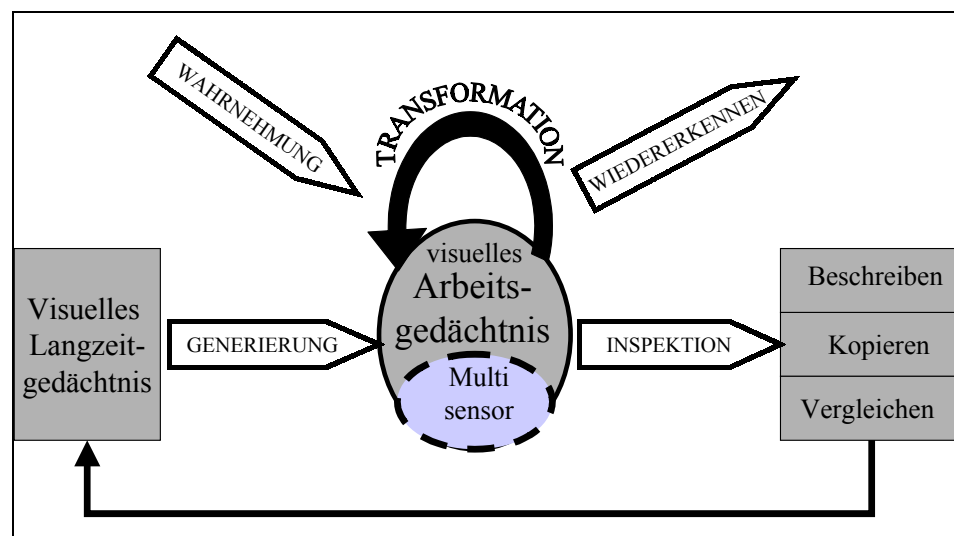 WAHRNEHMUNG
TRANSFORMATION
WIEDERERKENNEN
Visuelles
Langzeit-
gedächtnis
GENERIERUNG
visuelles
Arbeits-
gedächtnis
Multi
sensor
INSPEKTION
Beschreiben
Kopieren
Vergleichen